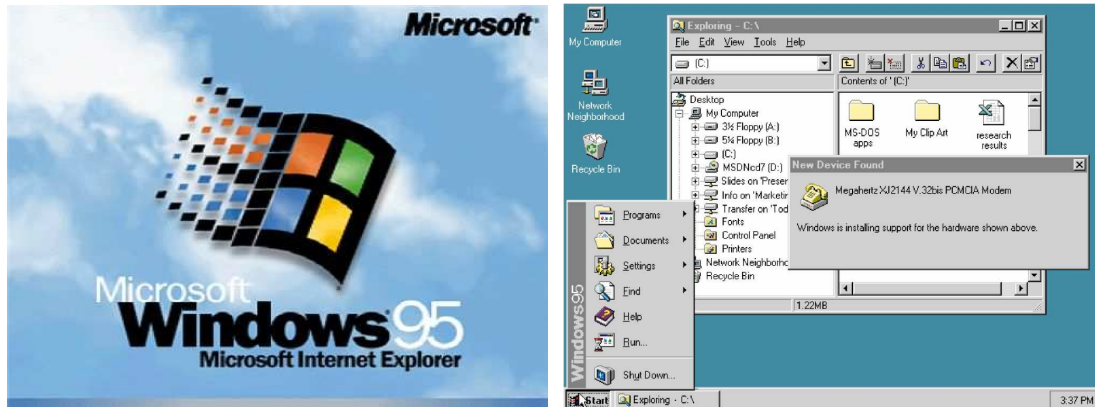 Microsoft
Microsoft
Windows 95
Microsoft Internet Explorer
My Computer
Network
Neighborhood
Recycle Bin
Exploring - C:\
File Edit View Tools Help
(C:)
All Folders
Contents of '(C:)'
Desktop
My Computer
3½ Floppy (A:)
5¼ Floppy (B:)
(C:)
MSDNcd7 (D:)
Slides on 'Preser
Info on 'Marketin
Transfer on 'Tod
Fonts
Control Panel
Printers
Network Neighborho
Recycle Bin
MS-DOS
apps
My Clip Art
research
results
1.22MB
New Device Found
Megahertz XJ2144 V.32bis PCMCIA Modem
Windows is installing support for the hardware shown above.
Windows95
Programs
Documents
Settings
Find
Help
Run...
Shut Down...
Start
Exploring - C:\
3:37 PM